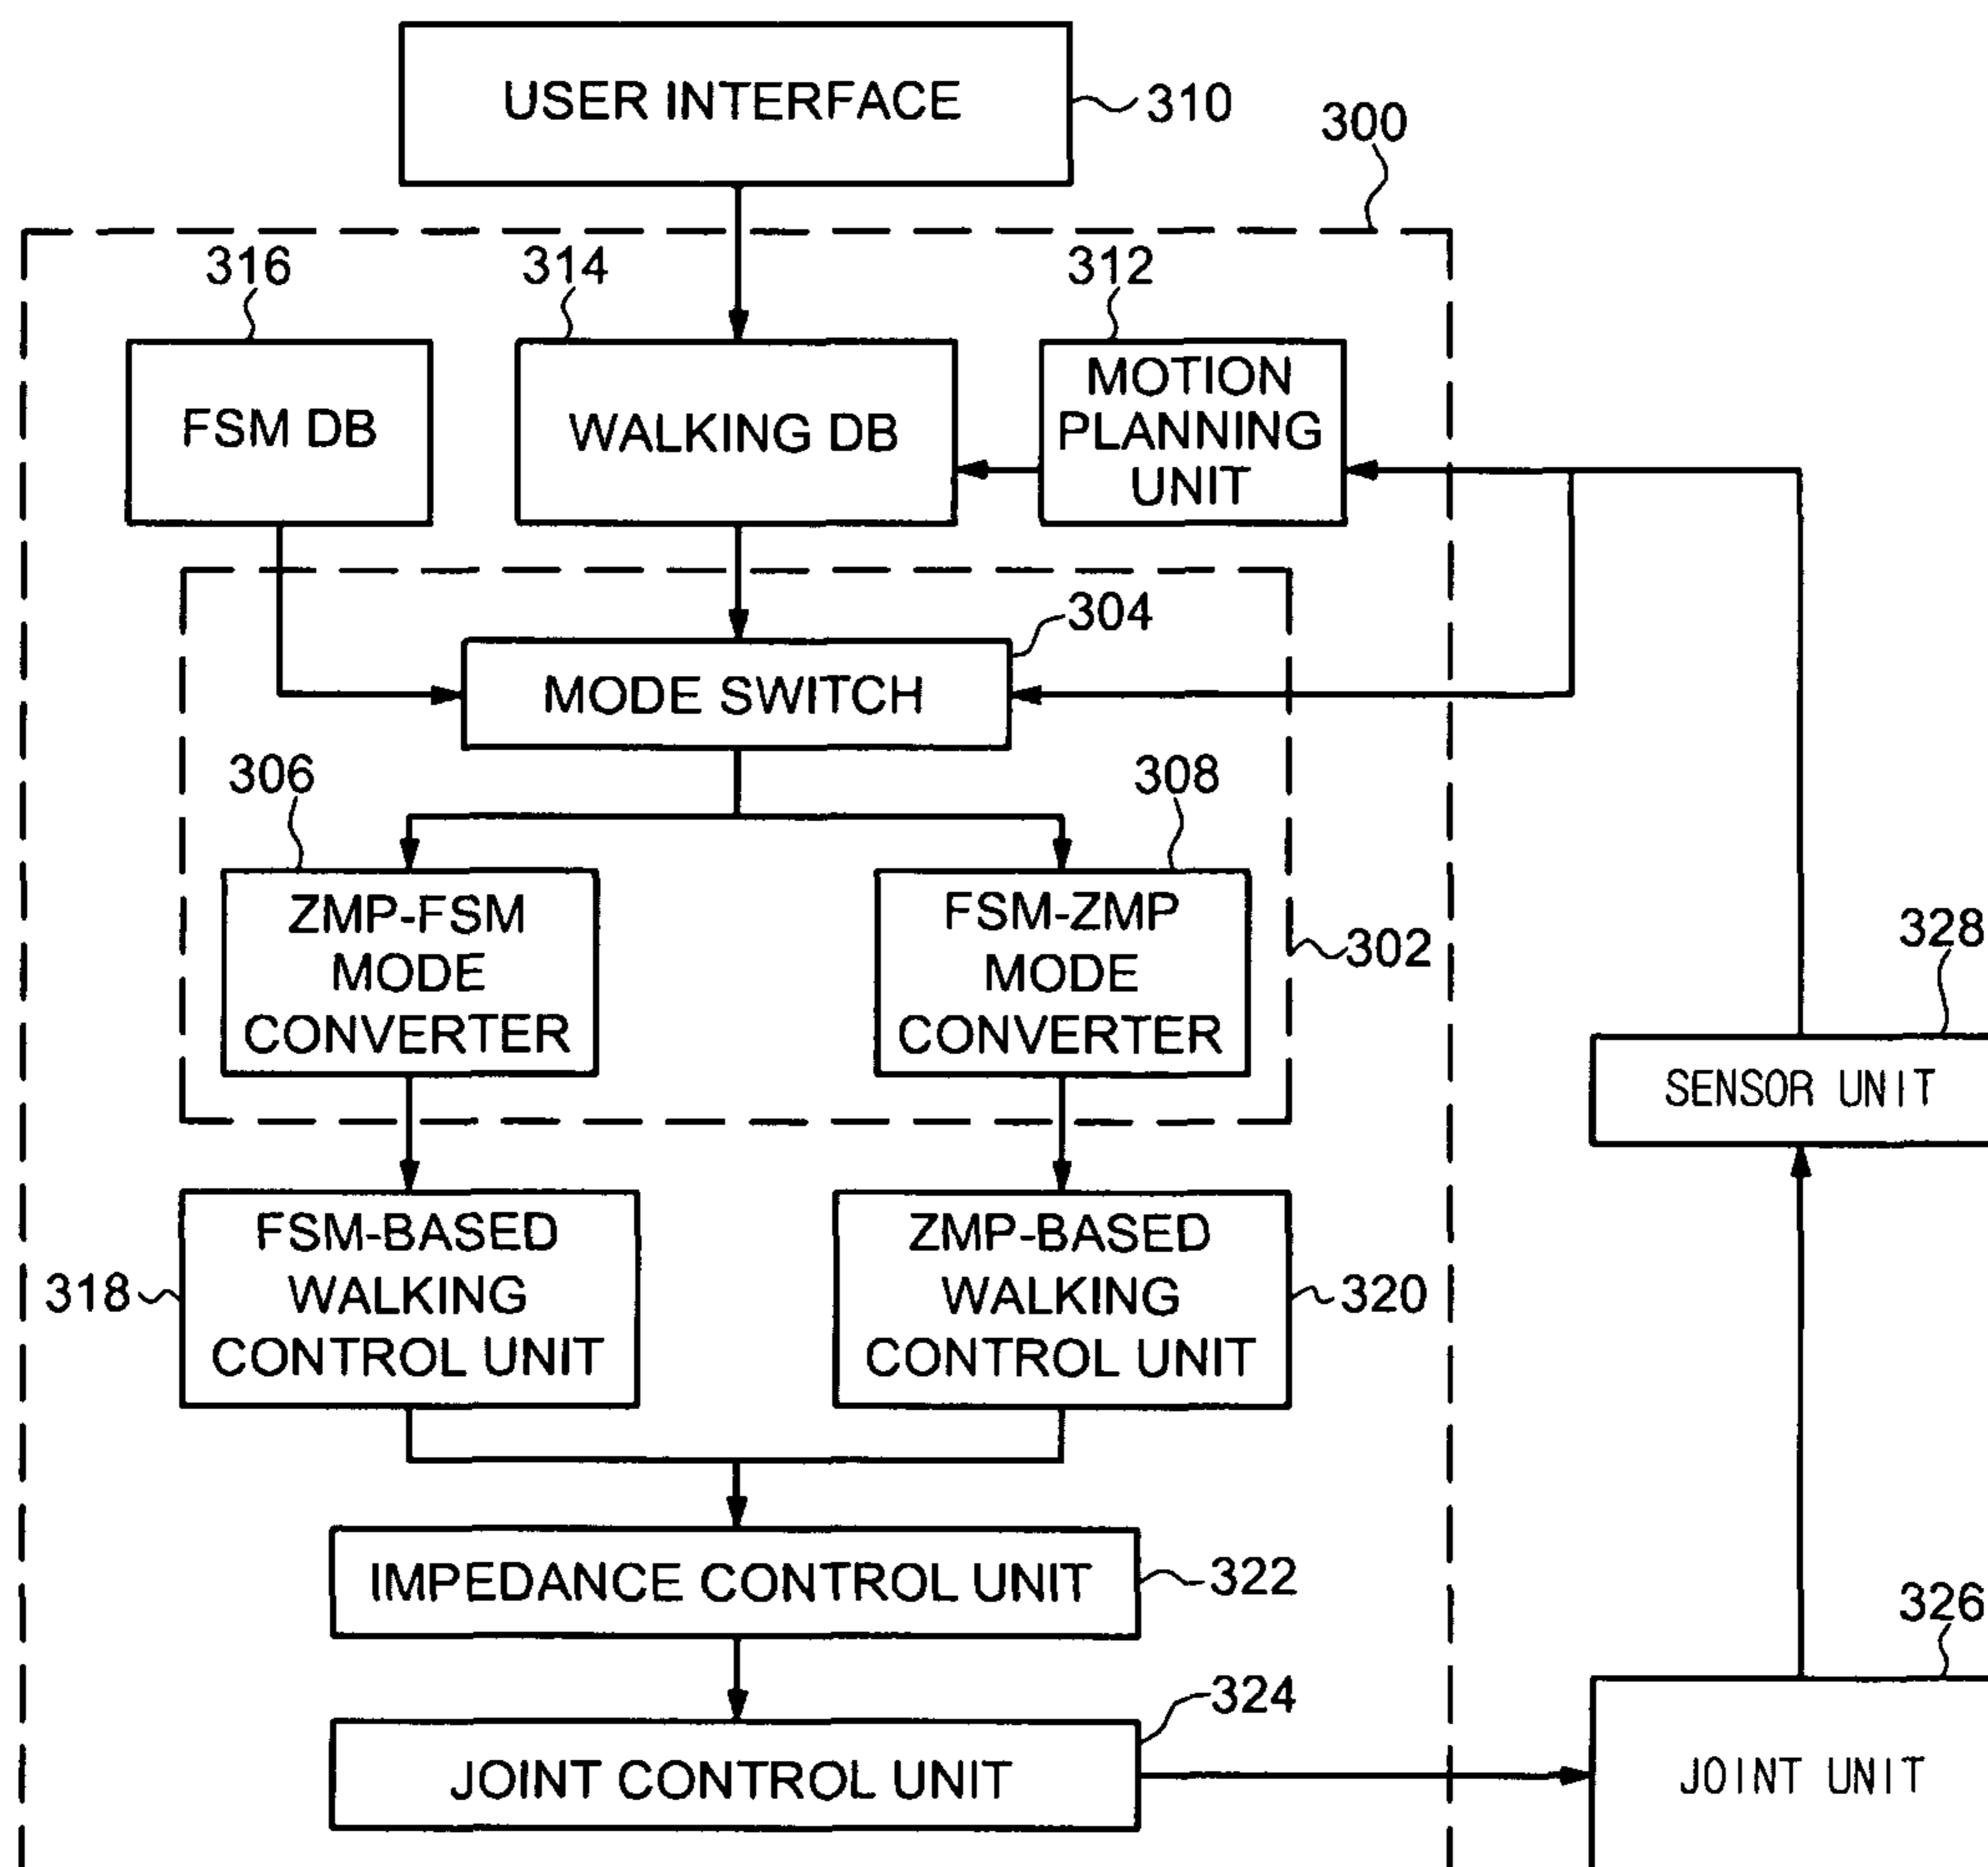 USER INTERFACE
310
300
316
314
312
FSM DB
WALKING DB
MOTION
PLANNING
UNIT
304
MODE SWITCH
306
308
ZMP-FSM
MODE
CONVERTER
FSM-ZMP
MODE
CONVERTER
302
328
SENSOR UNIT
318
FSM-BASED
WALKING
CONTROL UNIT
ZMP-BASED
WALKING
CONTROL UNIT
320
IMPEDANCE CONTROL UNIT
322
326
324
JOINT CONTROL UNIT
JOINT UNIT